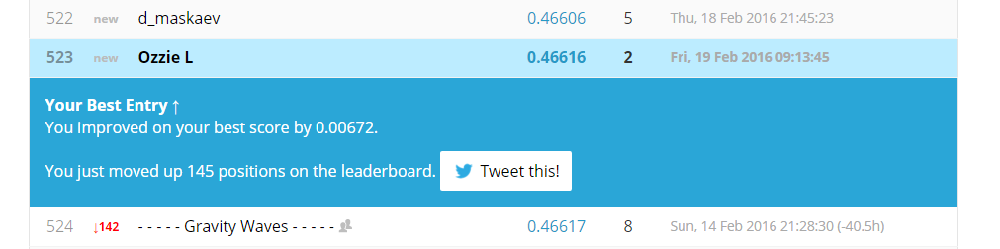 522 new d_maskaev 0.46606 5 Thu, 18 Feb 2016 21:45:23
523 new Ozzie L 0.46616 2 Fri, 19 Feb 2016 09:13:45
Your Best Entry ↑
You improved on your best score by 0.00672.
You just moved up 145 positions on the leaderboard. Tweet this!
524 ↓142 - - - - - Gravity Waves - - - - - 0.46617 8 Sun, 14 Feb 2016 21:28:30 (-40.5h)